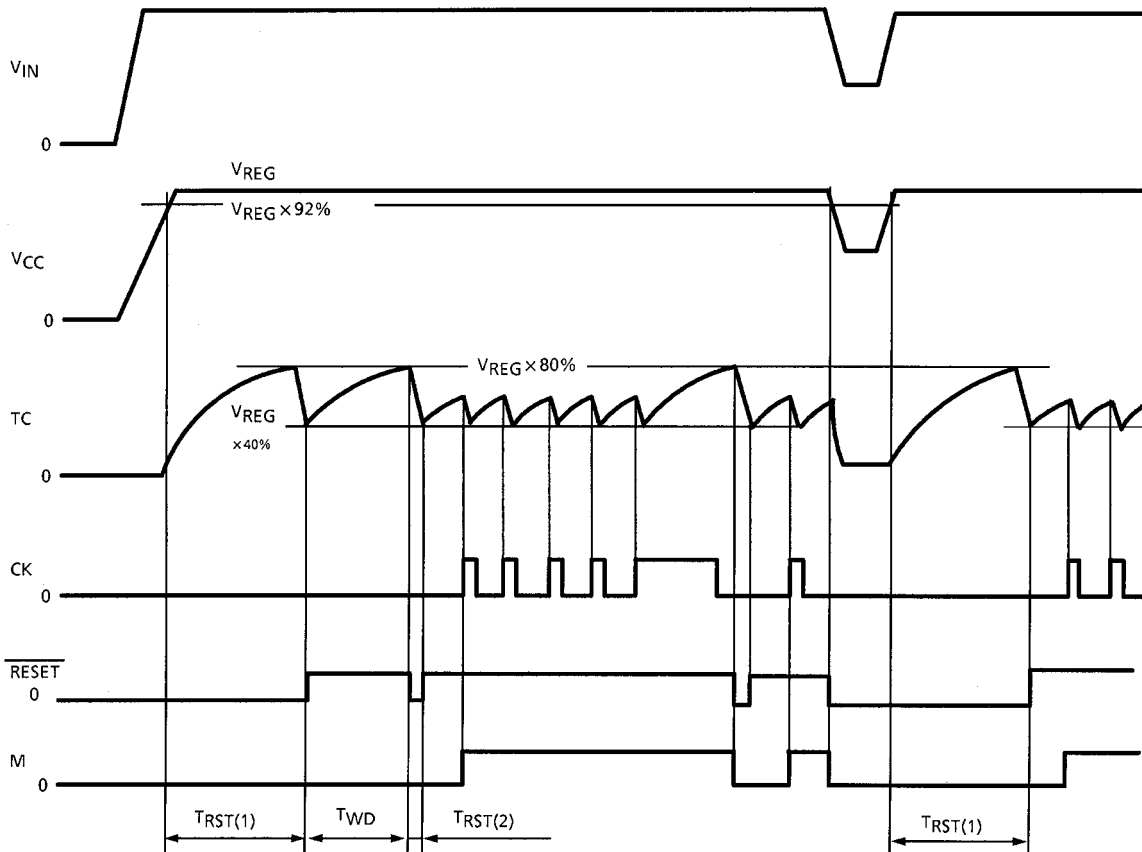 VIN
0
VREG
VREG×92%
VCC
0
VREG×80%
TC
VREG
×40%
0
CK
0
RESET
0
M
0
TRST(1)
TWD
TRST(2)
TRST(1)